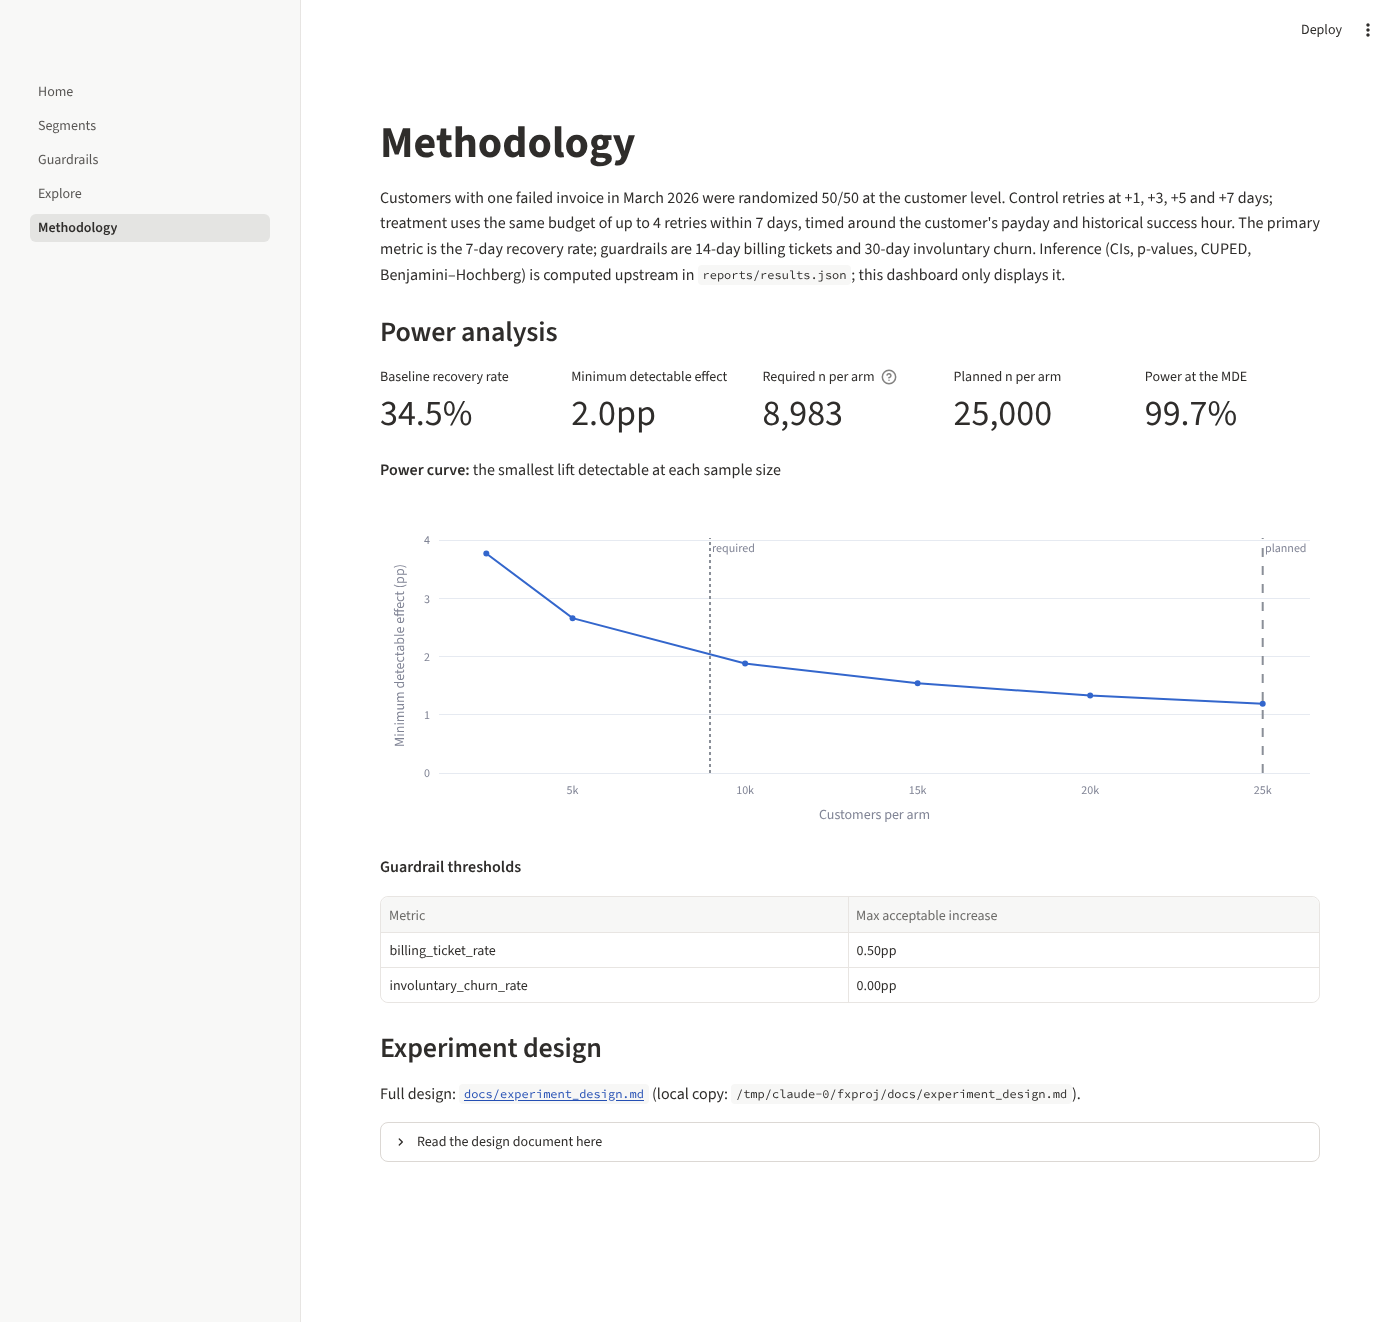 Deploy
Home
Segments
Guardrails
Explore
Methodology
Methodology
Customers with one failed invoice in March 2026 were randomized 50/50 at the customer level. Control retries at +1, +3, +5 and +7 days;
treatment uses the same budget of up to 4 retries within 7 days, timed around the customer's payday and historical success hour. The primary
metric is the 7-day recovery rate; guardrails are 14-day billing tickets and 30-day involuntary churn. Inference (CIs, p-values, CUPED,
Benjamini–Hochberg) is computed upstream in reports/results.json; this dashboard only displays it.
Power analysis
Baseline recovery rate
34.5%
Minimum detectable effect
2.0pp
Required n per arm
8,983
Planned n per arm
25,000
Power at the MDE
99.7%
Power curve: the smallest lift detectable at each sample size
Minimum detectable effect (pp)
4
3
2
1
0
required
planned
5k
10k
15k
20k
25k
Customers per arm
Guardrail thresholds
Metric Max acceptable increase
billing_ticket_rate 0.50pp
involuntary_churn_rate 0.00pp
Experiment design
Full design: docs/experiment_design.md (local copy: /tmp/claude-0/fxproj/docs/experiment_design.md ).
Read the design document here